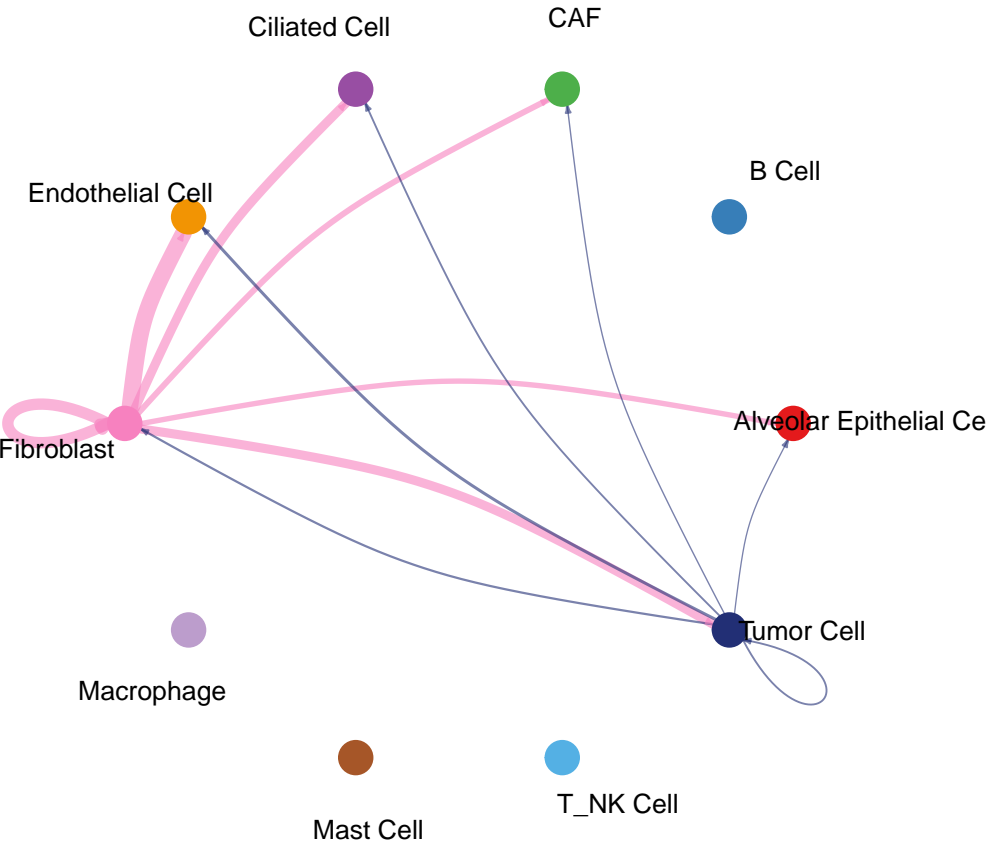 CAF
Ciliated Cell
B Cell
Endothelial Cell
Alveolar Epithelial Ce
Fibroblast
Tumor Cell
Macrophage
T_NK Cell
Mast Cell